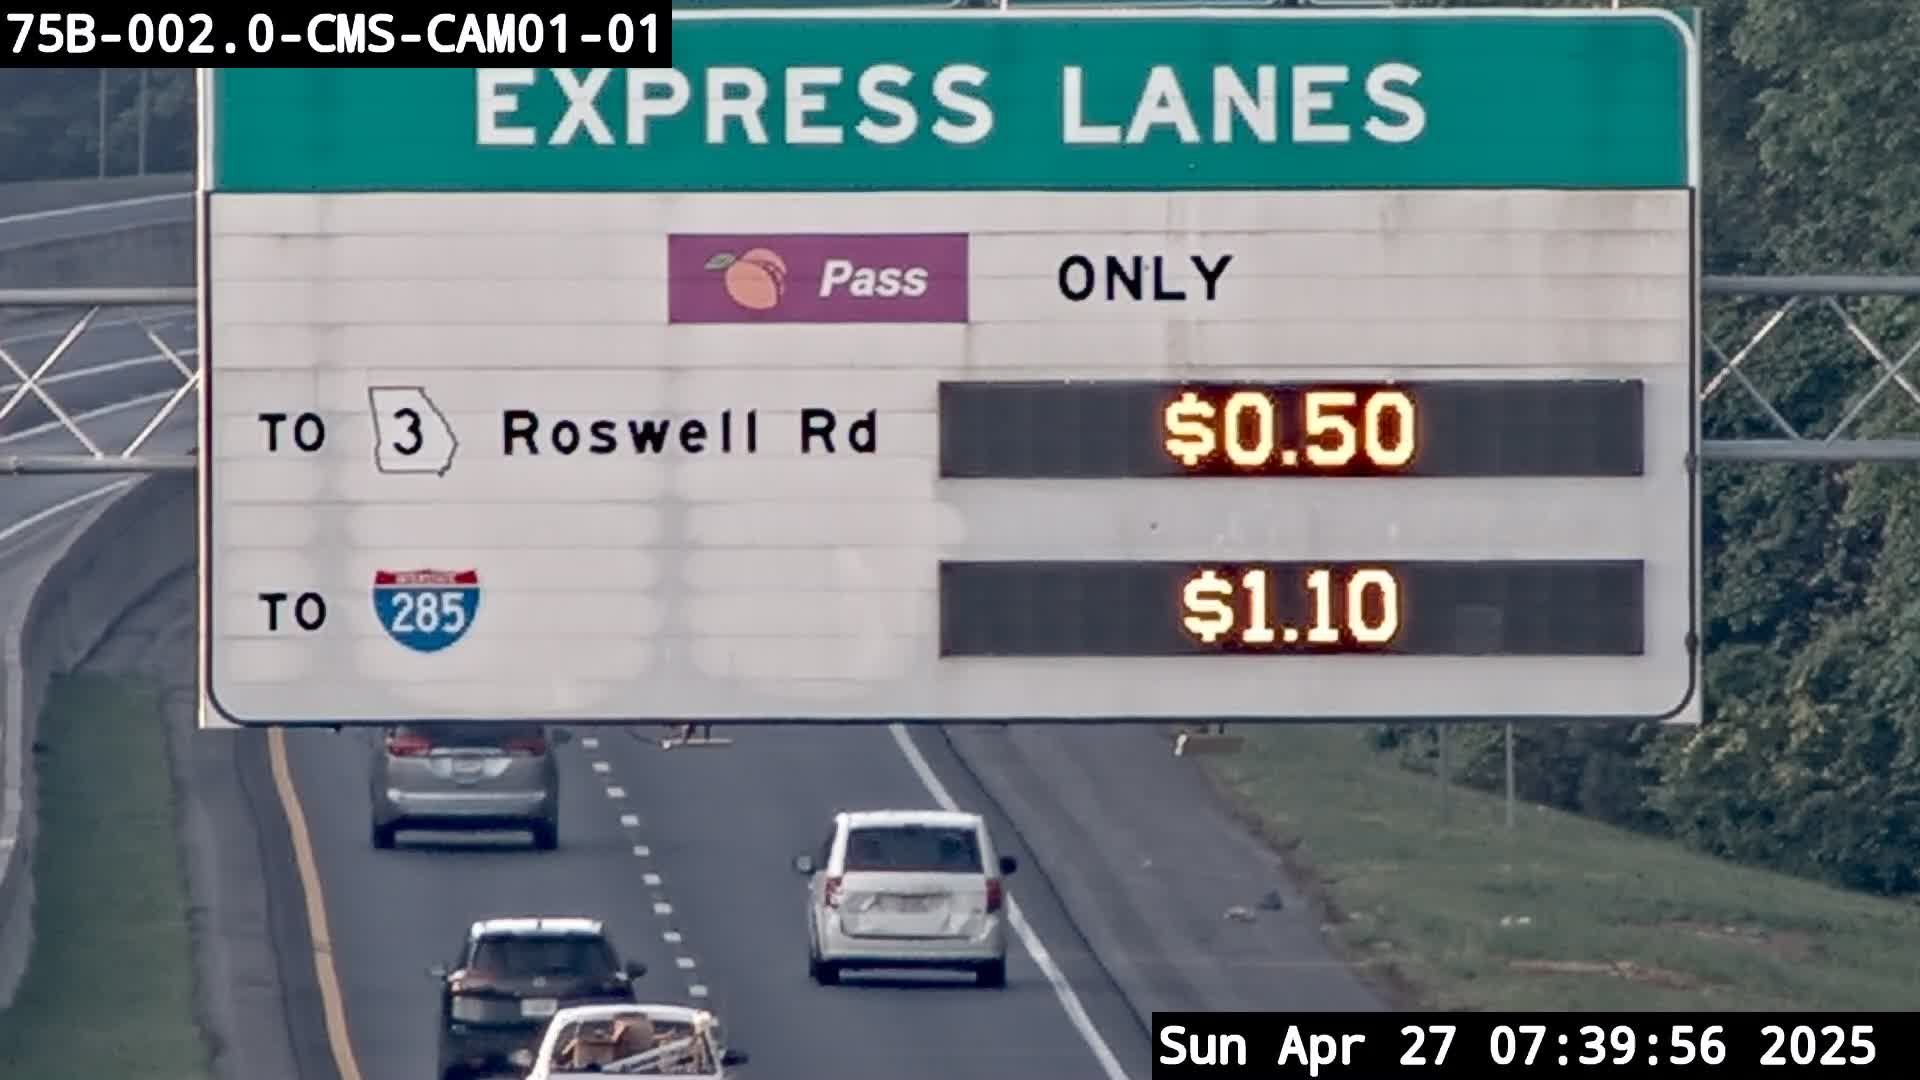 75B-002.0-CMS-CAM01-01
EXPRESS LANES
Pass ONLY
TO 3 Roswell Rd $0.50
TO INTERSTATE 285 $1.10
Sun Apr 27 07:39:56 2025